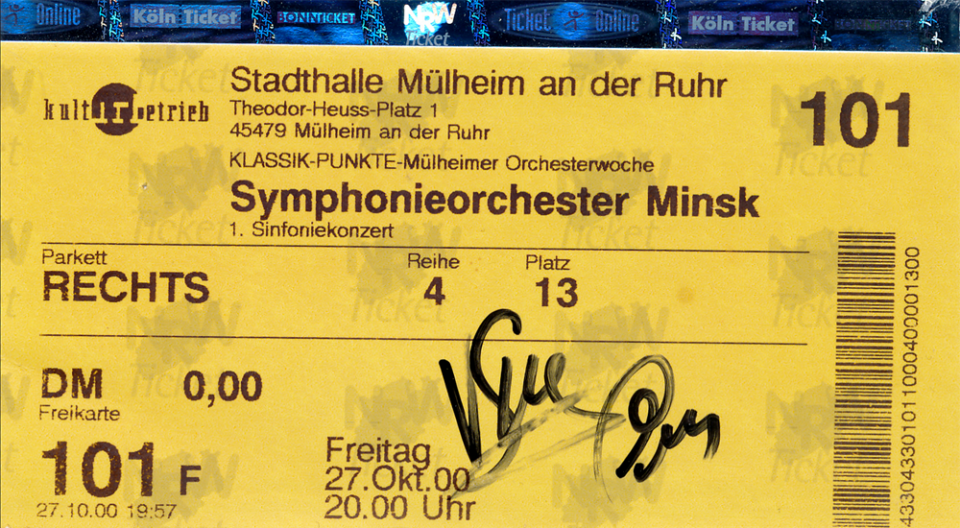 Online
Köln Ticket
BONNTICKET
NRW
Ticket
Ticket Online
Köln Ticket
BONNTICKET
Stadthalle Mülheim an der Ruhr
Theodor-Heuss-Platz 1
45479 Mülheim an der Ruhr
KLASSIK-PUNKTE-Mülheimer Orchesterwoche
Symphonieorchester Minsk
1. Sinfoniekonzert
101
Parkett
RECHTS
Reihe
4
Platz
13
DM 0,00
Freikarte
101 F
27.10.00 19:57
Freitag
27.Okt.00
20.00 Uhr